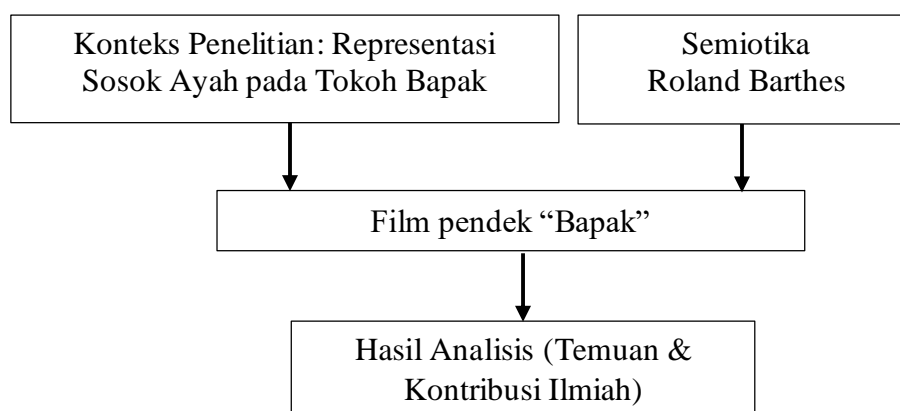 Konteks Penelitian: Representasi
Sosok Ayah pada Tokoh Bapak
Semiotika
Roland Barthes
Film pendek “Bapak”
Hasil Analisis (Temuan &
Kontribusi Ilmiah)